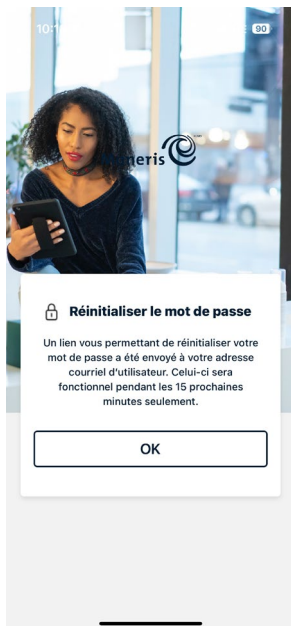 90
neris
Réinitialiser le mot de passe
Un lien vous permettant de réinitialiser votre
mot de passe a été envoyé à votre adresse
courriel d'utilisateur. Celui-ci sera
fonctionnel pendant les 15 prochaines
minutes seulement.
OK